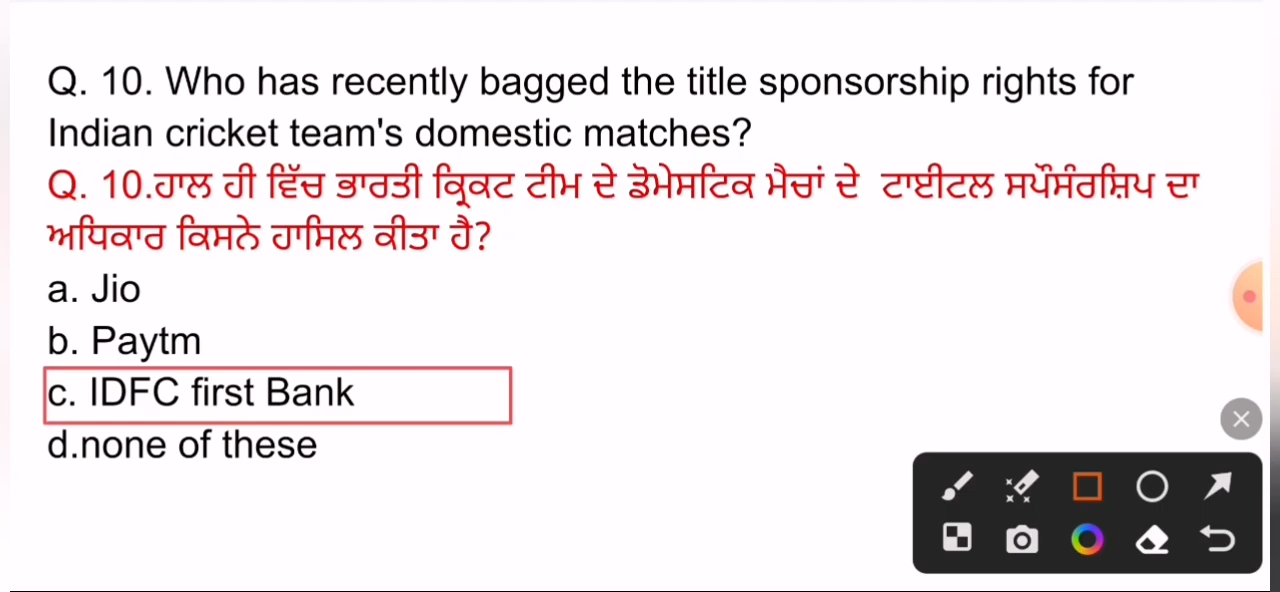 Q. 10. Who has recently bagged the title sponsorship rights for
Indian cricket team's domestic matches?
Q. 10.ਹਾਲ ਹੀ ਵਿੱਚ ਭਾਰਤੀ ਕ੍ਰਿਕਟ ਟੀਮ ਦੇ ਡੋਮੇਸਟਿਕ ਮੈਚਾਂ ਦੇ ਟਾਈਟਲ ਸਪੌਸੰਰਸ਼ਿਪ ਦਾ
ਅਧਿਕਾਰ ਕਿਸਨੇ ਹਾਸਿਲ ਕੀਤਾ ਹੈ?
a. Jio
b. Paytm
c. IDFC first Bank
d.none of these